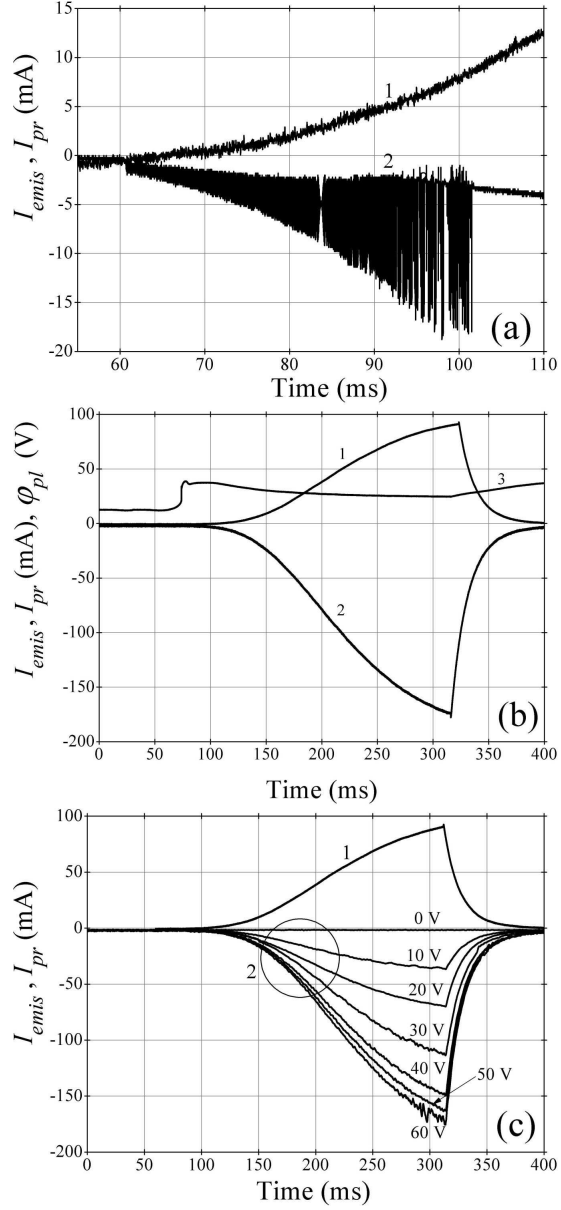 15
10
5
0
-5
-10
-15
-20
I_emis, I_pr (mA)
1
2
(a)
60 70 80 90 100 110
Time (ms)
100
50
0
-50
-100
-150
-200
I_emis, I_pr (mA), φ_pl (V)
1
3
2
(b)
0 50 100 150 200 250 300 350 400
Time (ms)
100
50
0
-50
-100
-150
-200
I_emis, I_pr (mA)
1
0 V
10 V
2
20 V
30 V
40 V
50 V
60 V
(c)
0 50 100 150 200 250 300 350 400
Time (ms)